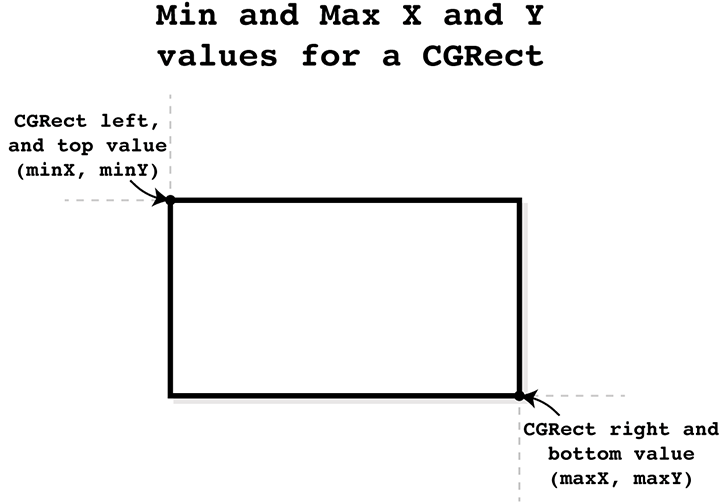 Min and Max X and Y
values for a CGRect
CGRect left,
and top value
(minX, minY)
CGRect right and
bottom value
(maxX, maxY)